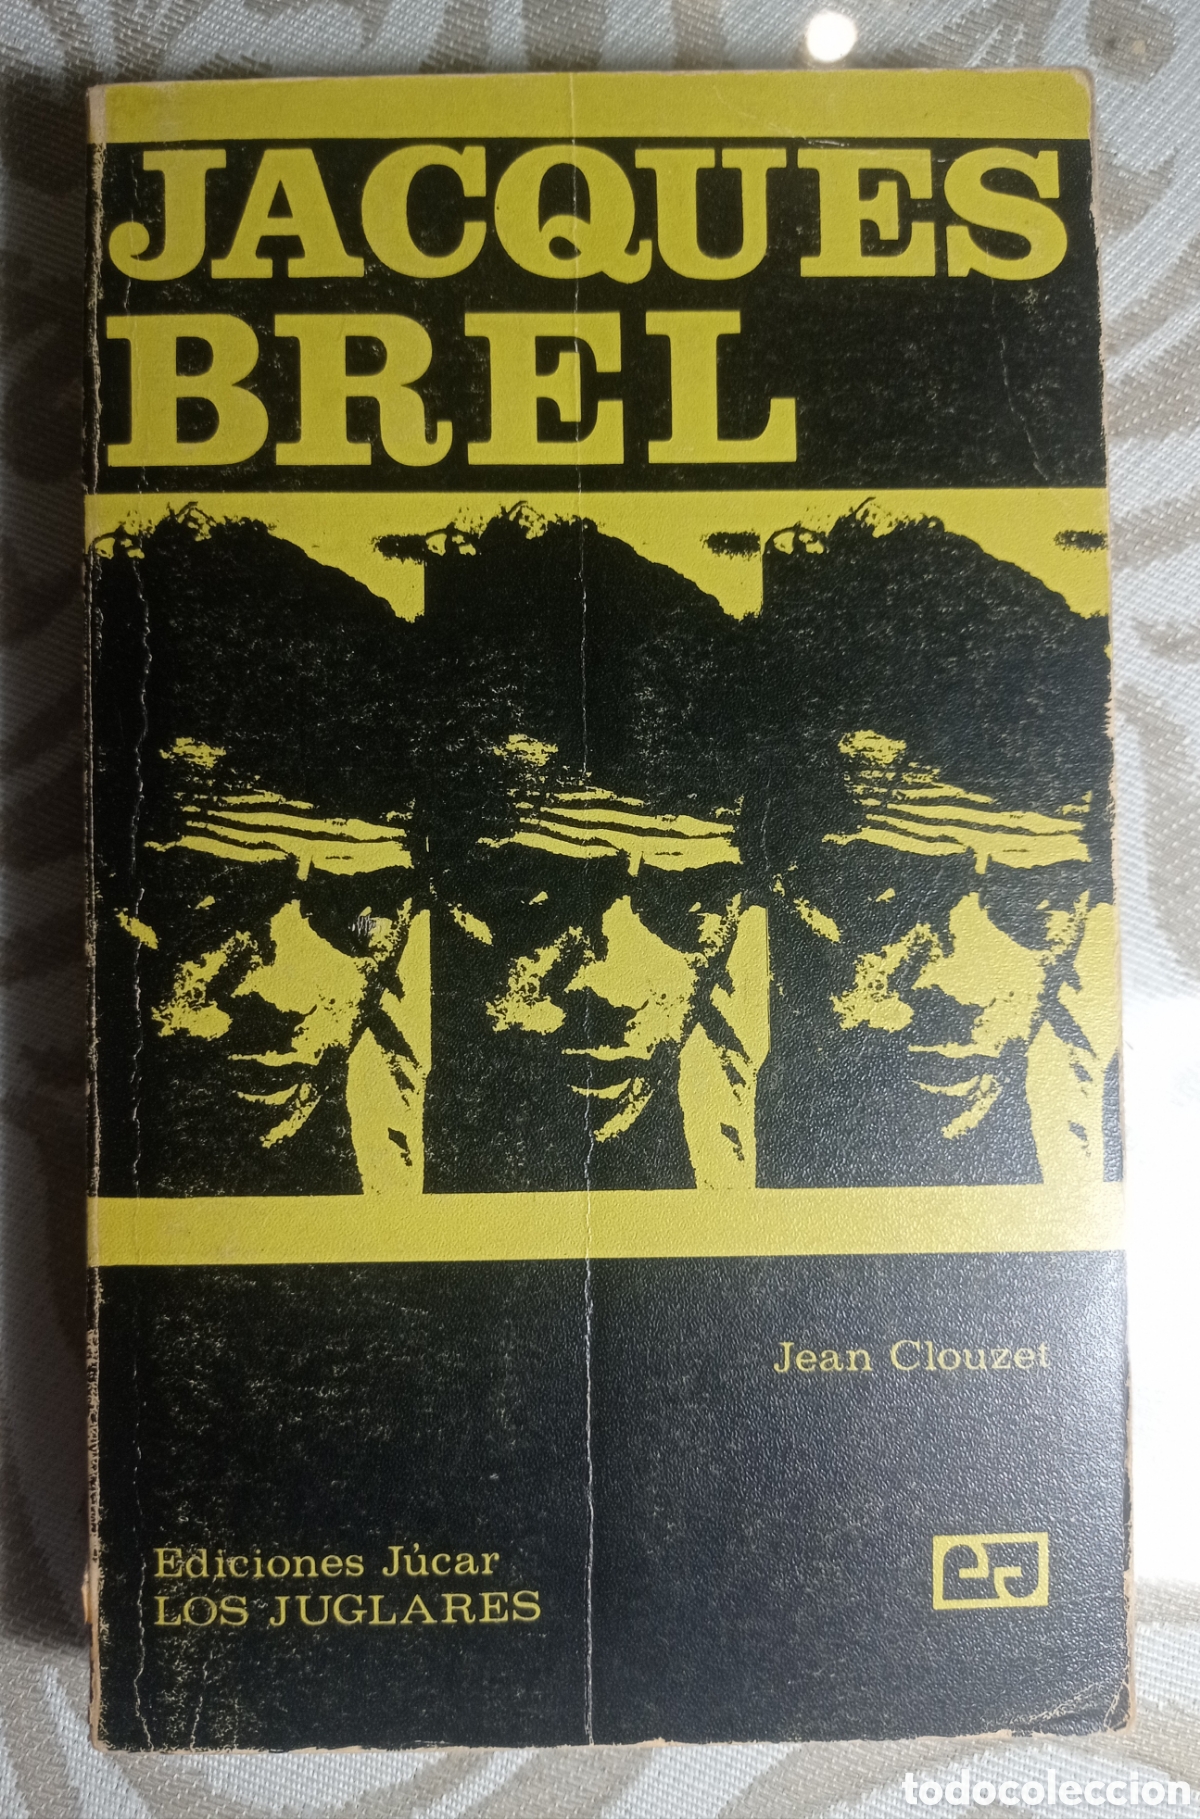 JACQUES
BREL
Jean Clouzet
Ediciones Júcar
LOS JUGLARES
todocoleccion